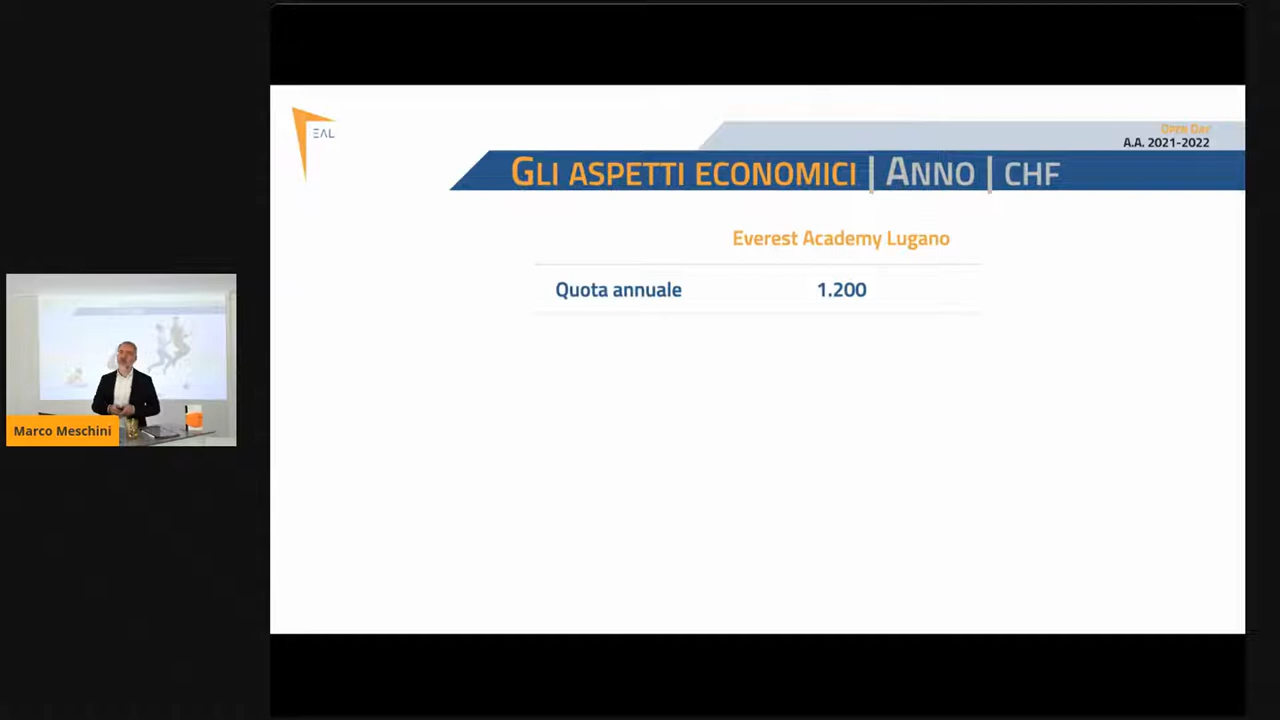 EAL
OPEN DAY
A.A. 2021-2022
GLI ASPETTI ECONOMICI | ANNO | CHF
Everest Academy Lugano
Quota annuale 1.200
Marco Meschini